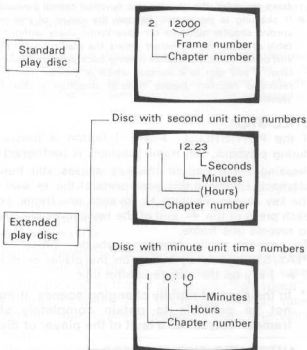 2 12000
Frame number
Chapter number
Standard
play disc
Disc with second unit time numbers
1 12.23
Seconds
Minutes
(Hours)
Chapter number
Extended
play disc
Disc with minute unit time numbers
1 0:10
Minutes
Hours
Chapter number